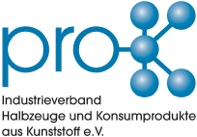 pro K
Industrieverband
Halbzeuge und Konsumprodukte
aus Kunststoff e.V.